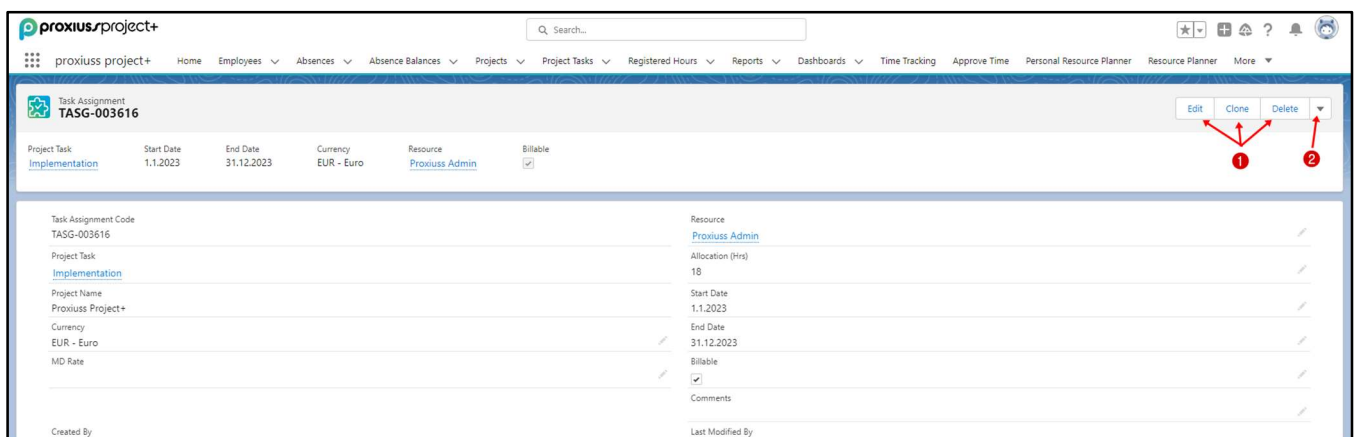 proxiuss project+
Search...
?
proxiuss project+ Home Employees Absences Absence Balances Projects Project Tasks Registered Hours Reports Dashboards Time Tracking Approve Time Personal Resource Planner Resource Planner More
Task Assignment
TASG-003616
Edit Clone Delete
Project Task Start Date End Date Currency Resource Billable
Implementation 1.1.2023 31.12.2023 EUR - Euro Proxiuss Admin
1 2
Task Assignment Code Resource
TASG-003616 Proxiuss Admin
Project Task Allocation (Hrs)
Implementation 18
Project Name Start Date
Proxiuss Project+ 1.1.2023
Currency End Date
EUR - Euro 31.12.2023
MD Rate Billable
Comments
Created By Last Modified By